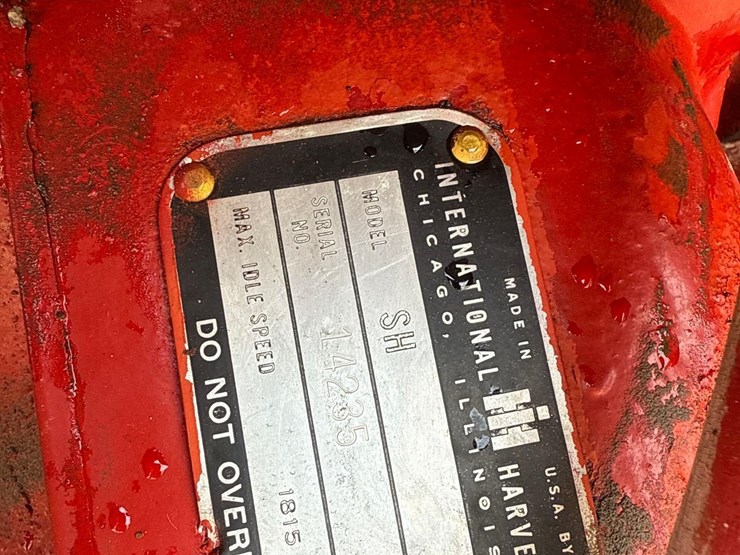 MADE IN U.S.A. BY
INTERNATIONAL HARVE
CHICAGO, ILLINOIS
MODEL SH
SERIAL NO. 14235
MAX. IDLE SPEED 1815
DO NOT OVER